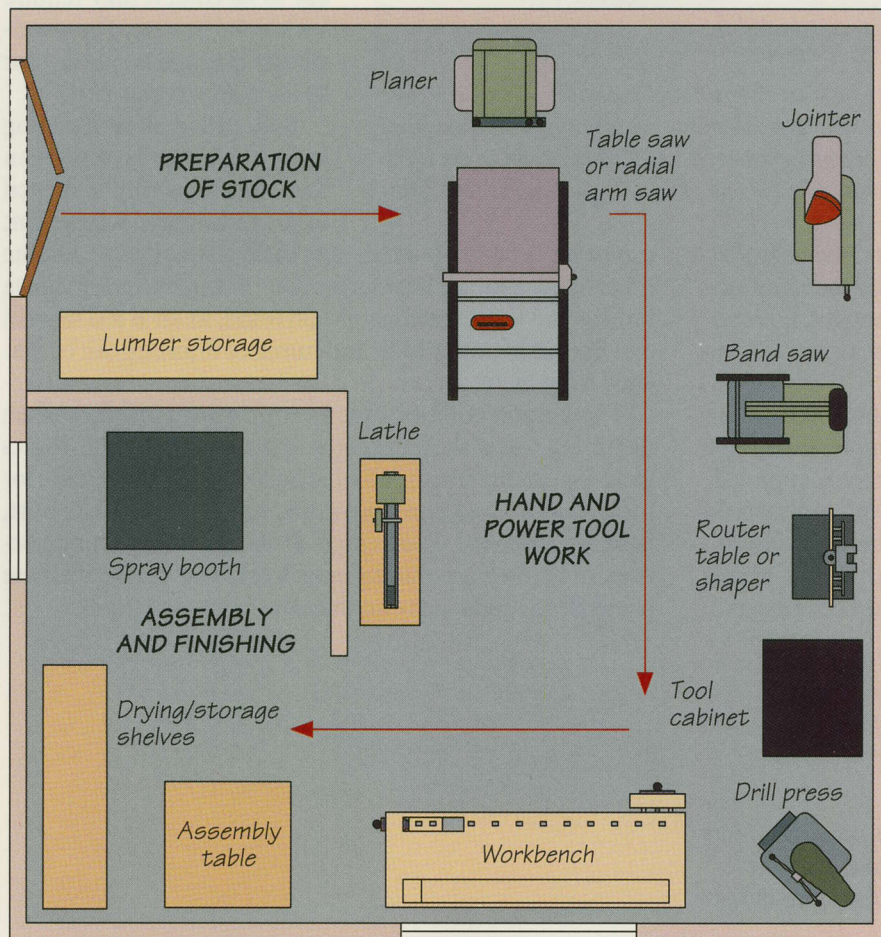 Planer
Jointer
Table saw
or radial
arm saw
PREPARATION
OF STOCK
Lumber storage
Band saw
Lathe
HAND AND
POWER TOOL
WORK
Router
table or
shaper
Spray booth
ASSEMBLY
AND FINISHING
Tool
cabinet
Drying/storage
shelves
Drill press
Assembly
table
Workbench